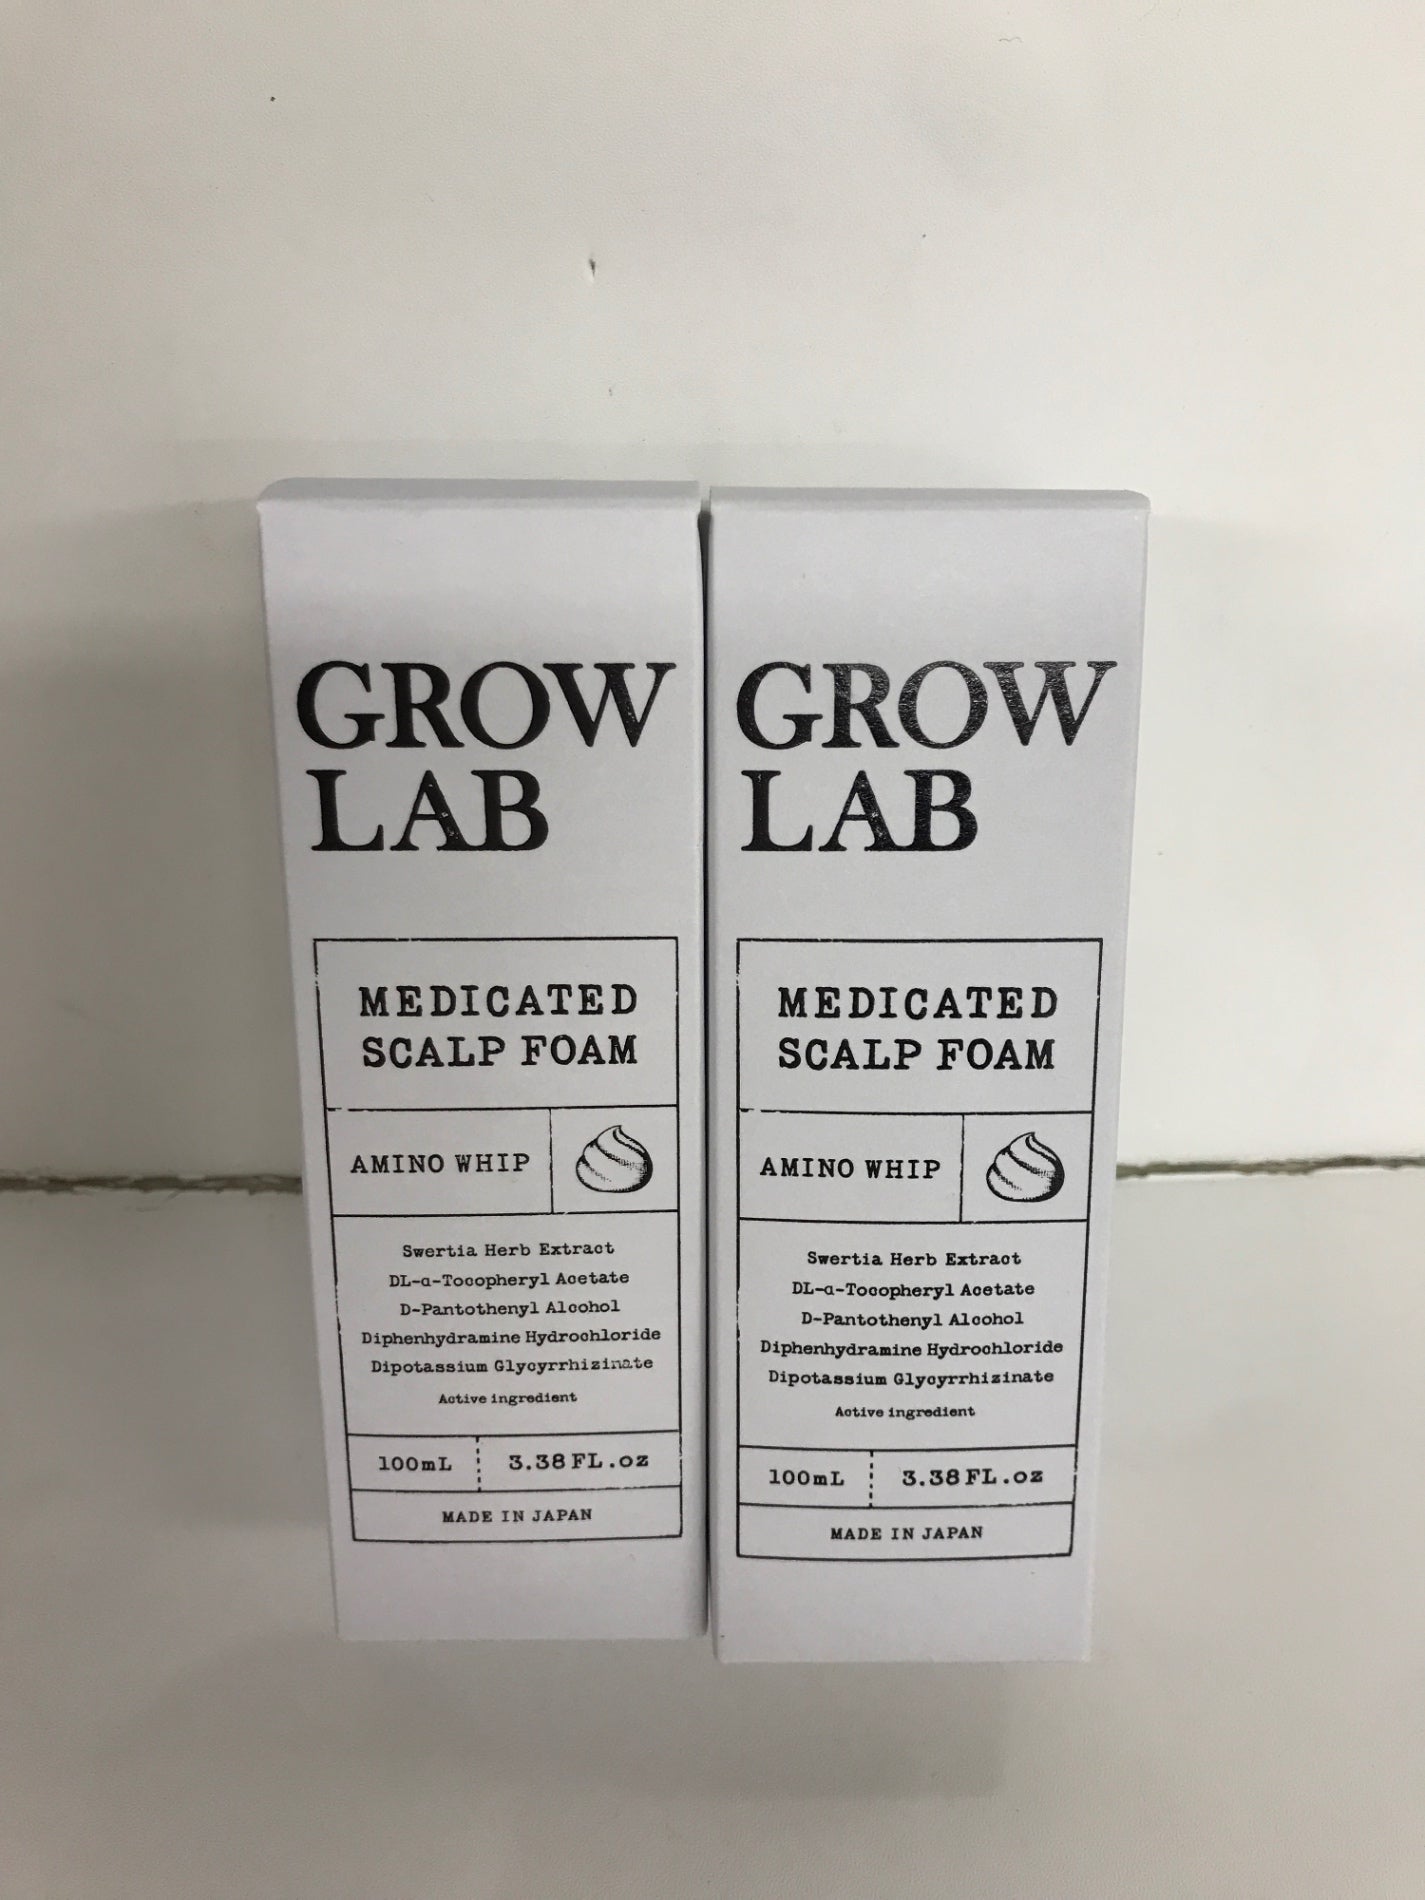 GROW
LAB
MEDICATED
SCALP FOAM
AMINO WHIP
Swertia Herb Extract
DL-α-Tocopheryl Acetate
D-Pantothenyl Alcohol
Diphenhydramine Hydrochloride
Dipotassium Glycyrrhizinate
Active ingredient
100mL 3.38 FL.oz
MADE IN JAPAN
GROW
LAB
MEDICATED
SCALP FOAM
AMINO WHIP
Swertia Herb Extract
DL-α-Tocopheryl Acetate
D-Pantothenyl Alcohol
Diphenhydramine Hydrochloride
Dipotassium Glycyrrhizinate
Active ingredient
100mL 3.38 FL.oz
MADE IN JAPAN